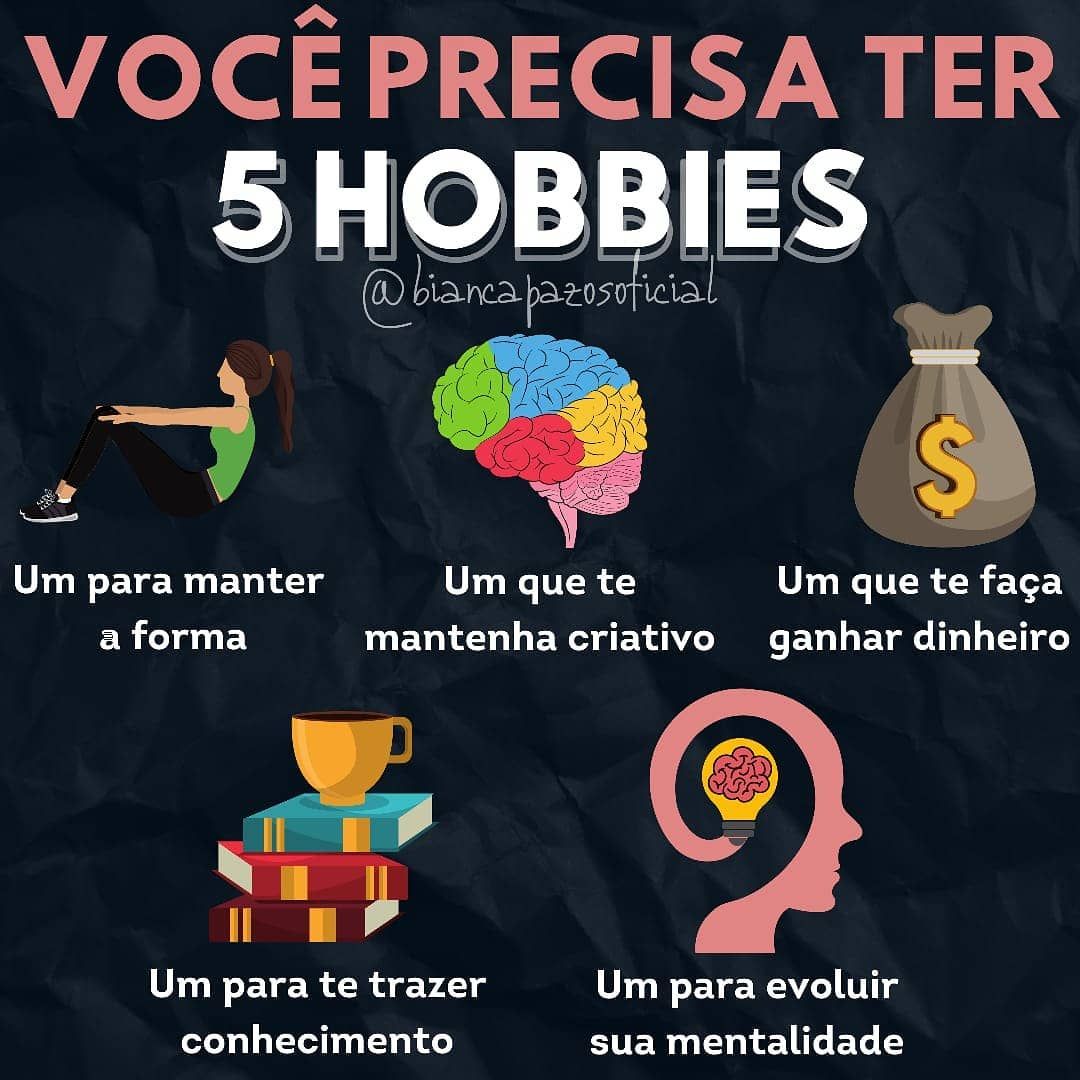 VOCÊ PRECISA TER
5 HOBBIES
@biancapazosoficial
Um para manter
a forma
Um que te
mantenha criativo
Um que te faça
ganhar dinheiro
$
Um para te trazer
conhecimento
Um para evoluir
sua mentalidade